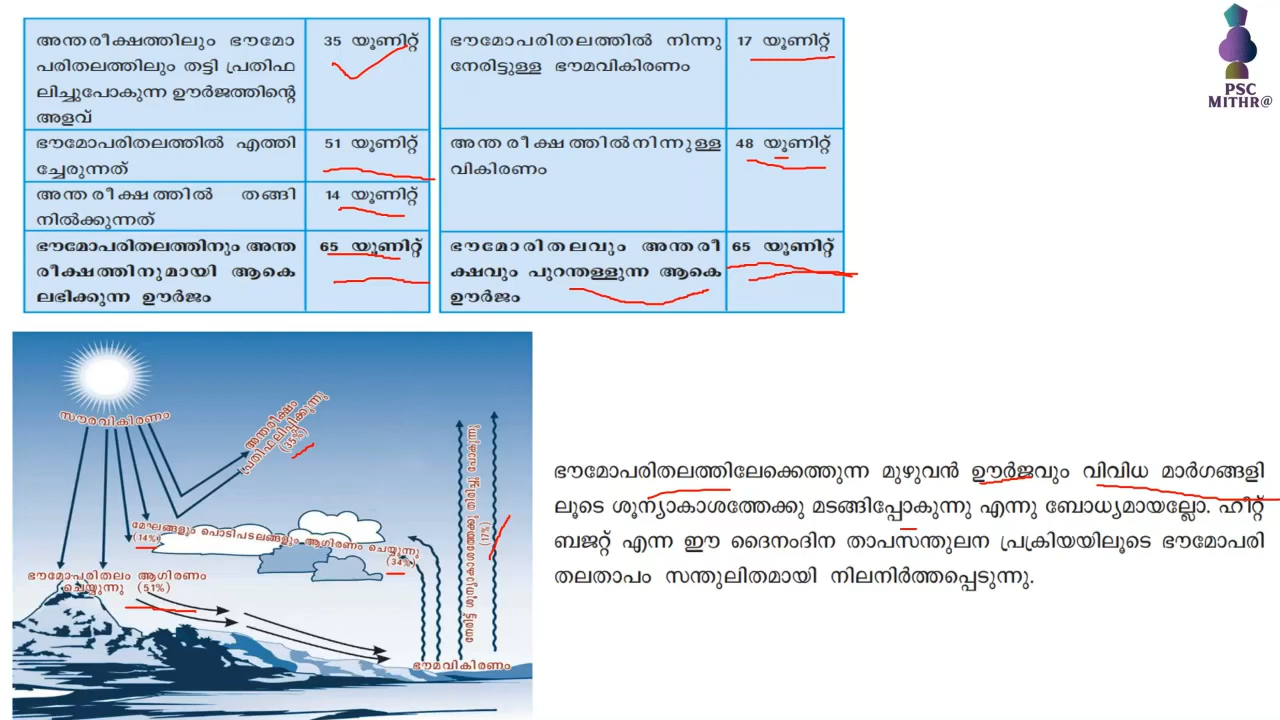 അന്തരീക്ഷത്തിലും ഭൗമോ
പരിതലത്തിലും തട്ടി പ്രതിഫ
ലിച്ചുപോകുന്ന ഊർജത്തിന്റെ
അളവ്
35 യൂണിറ്റ്
ഭൗമോപരിതലത്തിൽ എത്തി
ച്ചേരുന്നത്
51 യൂണിറ്റ്
അന്തരീക്ഷത്തിൽ തങ്ങി
നിൽക്കുന്നത്
14 യൂണിറ്റ്
ഭൗമോപരിതലത്തിനും അന്ത
രീക്ഷത്തിനുമായി ആകെ
ലഭിക്കുന്ന ഊർജം
65 യൂണിറ്റ്
ഭൗമോപരിതലത്തിൽ നിന്നു
നേരിട്ടുള്ള ഭൗമവികിരണം
17 യൂണിറ്റ്
അന്തരീക്ഷത്തിൽനിന്നുള്ള
വികിരണം
48 യൂണിറ്റ്
ഭൗമോരിതലവും അന്തരീ
ക്ഷവും പുറന്തള്ളുന്ന ആകെ
ഊർജം
65 യൂണിറ്റ്
PSC
MITHR@
സൗരവികിരണം
അന്തരീക്ഷം
പ്രതിഫലിപ്പിക്കുന്നു
(35%)
മേഘങ്ങളും പൊടിപടലങ്ങളും ആഗിരണം ചെയ്യുന്നു
(14%)
(34%)
ഭൗമോപരിതലം ആഗിരണം
ചെയ്യുന്നു (51%)
(17%)
ഭൗമവികിരണം
ഭൗമോപരിതലത്തിലേക്കെത്തുന്ന മുഴുവൻ ഊർജവും വിവിധ മാർഗങ്ങളി
ലൂടെ ശൂന്യാകാശത്തേക്കു മടങ്ങിപ്പോകുന്നു എന്നു ബോധ്യമായല്ലോ. ഹീറ്റ്
ബജറ്റ് എന്ന ഈ ദൈനംദിന താപസന്തുലന പ്രക്രിയയിലൂടെ ഭൗമോപരി
തലതാപം സന്തുലിതമായി നിലനിർത്തപ്പെടുന്നു.